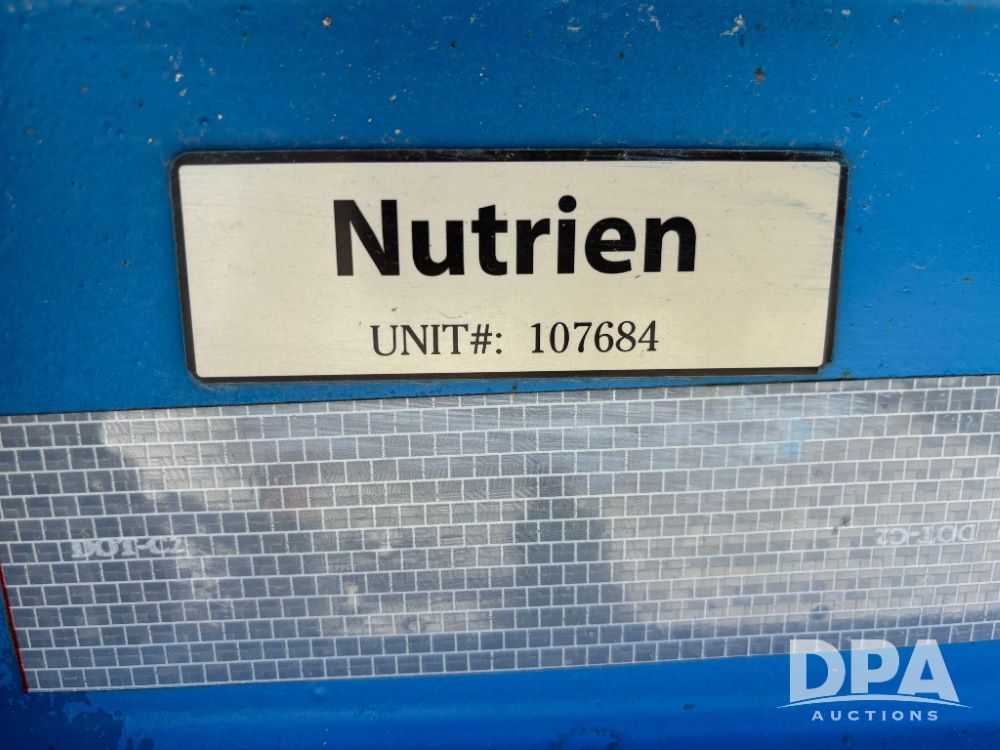 Nutrien
UNIT#: 107684
DOT-C2 DOT-C2
DPA
AUCTIONS